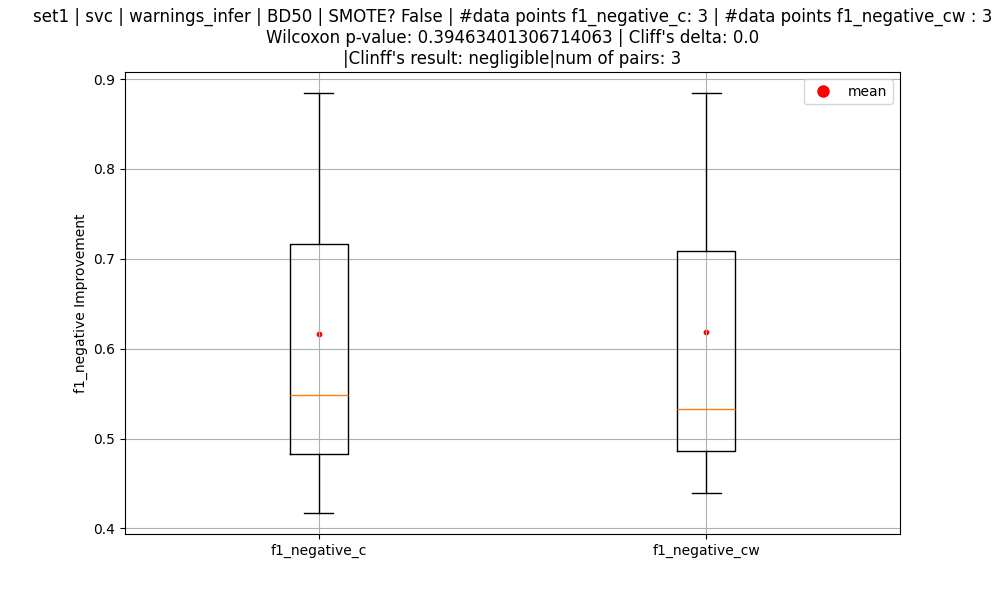 set1 | svc | warnings_infer | BD50 | SMOTE? False | #data points f1_negative_c: 3 | #data points f1_negative_cw : 3
Wilcoxon p-value: 0.39463401306714063 | Cliff's delta: 0.0
|Clinff's result: negligible|num of pairs: 3
mean
0.9
0.8
0.7
0.6
0.5
0.4
f1_negative Improvement
f1_negative_c
f1_negative_cw